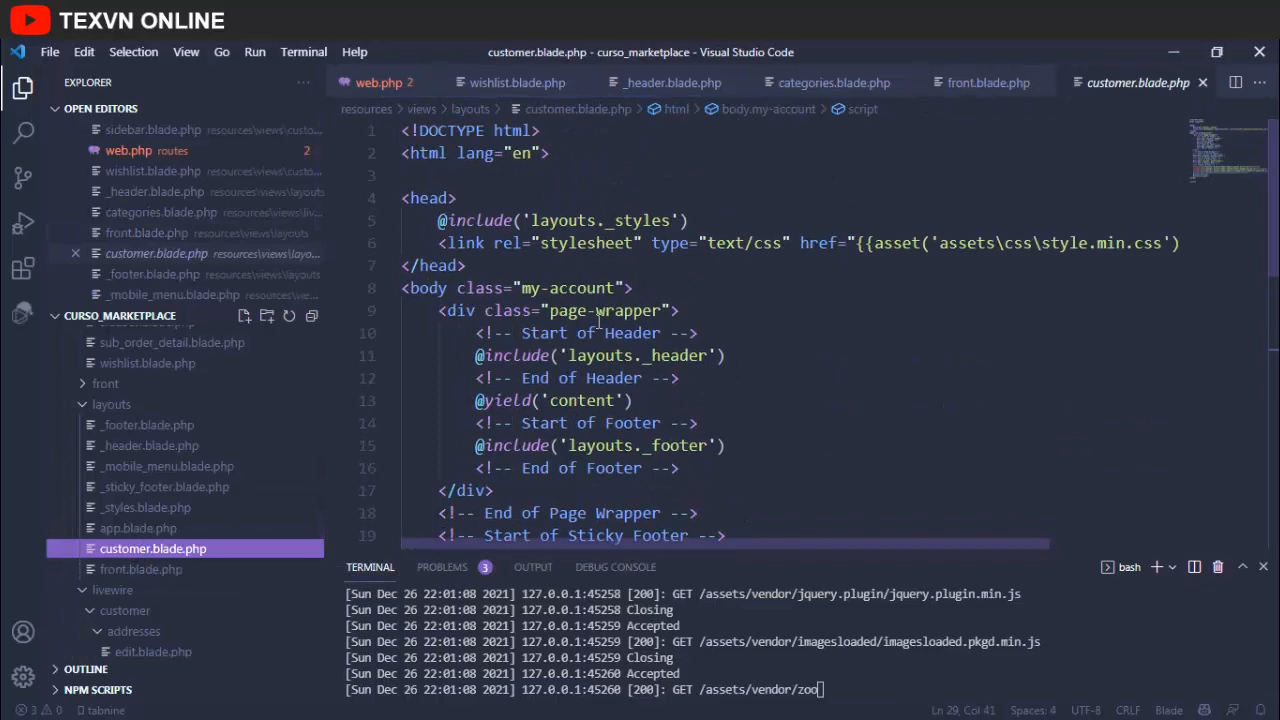 TEXVN ONLINE
File Edit Selection View Go Run Terminal Help
customer.blade.php - curso_marketplace - Visual Studio Code
EXPLORER
web.php 2 wishlist.blade.php _header.blade.php categories.blade.php front.blade.php customer.blade.php
OPEN EDITORS
resources views layouts customer.blade.php html body.my-account script
sidebar.blade.php resources\views\custo...
web.php routes 2
wishlist.blade.php resources\views\custo...
_header.blade.php resources\views\layouts
categories.blade.php resources\views\liv...
front.blade.php resources\views\layouts
customer.blade.php resources\views\layo...
_footer.blade.php resources\views\layouts
_mobile_menu.blade.php resources\view...
CURSO_MARKETPLACE
sub_order_detail.blade.php
wishlist.blade.php
front
layouts
_footer.blade.php
_header.blade.php
_mobile_menu.blade.php
_sticky_footer.blade.php
_styles.blade.php
app.blade.php
customer.blade.php
front.blade.php
livewire
customer
addresses
edit.blade.php
OUTLINE
NPM SCRIPTS
1 <!DOCTYPE html>
2 <html lang="en">
3
4 <head>
5 @include('layouts._styles')
6 <link rel="stylesheet" type="text/css" href="{{asset('assets\css\style.min.css')
7 </head>
8 <body class="my-account">
9 <div class="page-wrapper">
10 <!-- Start of Header -->
11 @include('layouts._header')
12 <!-- End of Header -->
13 @yield('content')
14 <!-- Start of Footer -->
15 @include('layouts._footer')
16 <!-- End of Footer -->
17 </div>
18 <!-- End of Page Wrapper -->
19 <!-- Start of Sticky Footer -->
TERMINAL PROBLEMS 3 OUTPUT DEBUG CONSOLE bash
[Sun Dec 26 22:01:08 2021] 127.0.0.1:45258 [200]: GET /assets/vendor/jquery.plugin/jquery.plugin.min.js
[Sun Dec 26 22:01:08 2021] 127.0.0.1:45258 Closing
[Sun Dec 26 22:01:08 2021] 127.0.0.1:45259 Accepted
[Sun Dec 26 22:01:08 2021] 127.0.0.1:45259 [200]: GET /assets/vendor/imagesloaded/imagesloaded.pkgd.min.js
[Sun Dec 26 22:01:08 2021] 127.0.0.1:45259 Closing
[Sun Dec 26 22:01:08 2021] 127.0.0.1:45260 Accepted
[Sun Dec 26 22:01:08 2021] 127.0.0.1:45260 [200]: GET /assets/vendor/zoo
3 0 tabnine Ln 29, Col 41 Spaces: 4 UTF-8 CRLF Blade